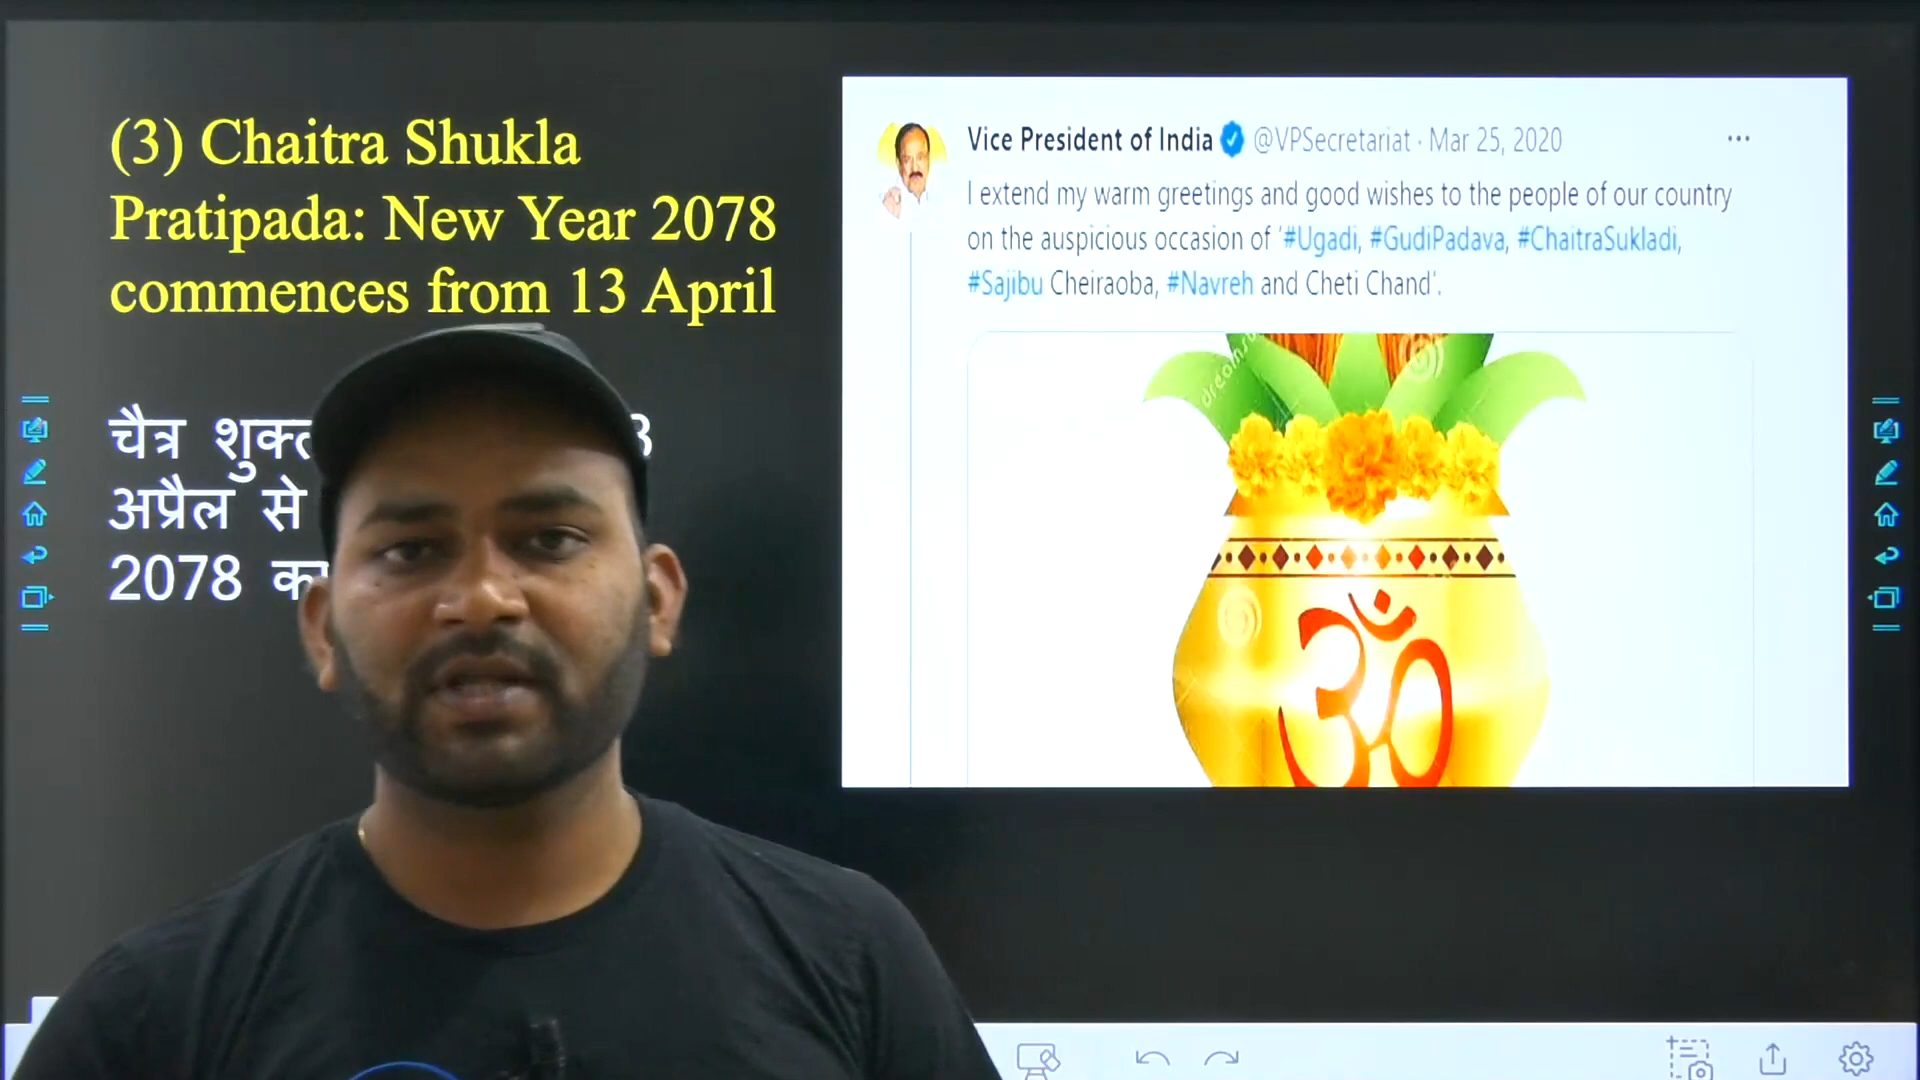 (3) Chaitra Shukla
Pratipada: New Year 2078
commences from 13 April
चैत्र
अप्रैल से
2078
Vice President of India @VPSecretariat · Mar 25, 2020
I extend my warm greetings and good wishes to the people of our country
on the auspicious occasion of '#Ugadi, #GudiPadava, #ChaitraSukladi,
#Sajibu Cheiraoba, #Navreh and Cheti Chand'.
ॐ